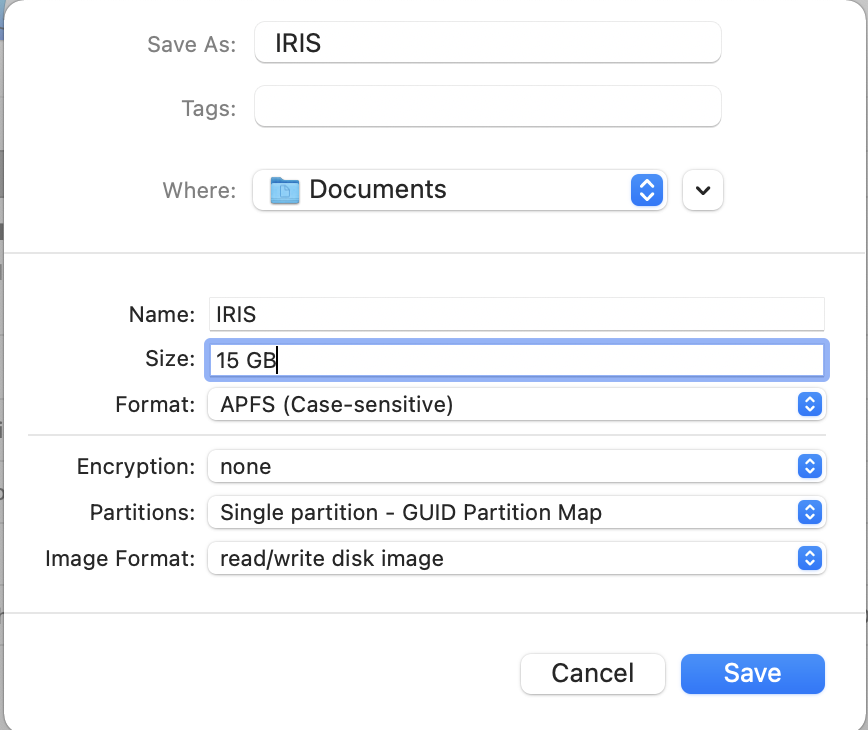 Save As: IRIS
Tags:
Where: Documents
Name: IRIS
Size: 15 GB
Format: APFS (Case-sensitive)
Encryption: none
Partitions: Single partition - GUID Partition Map
Image Format: read/write disk image
Cancel Save